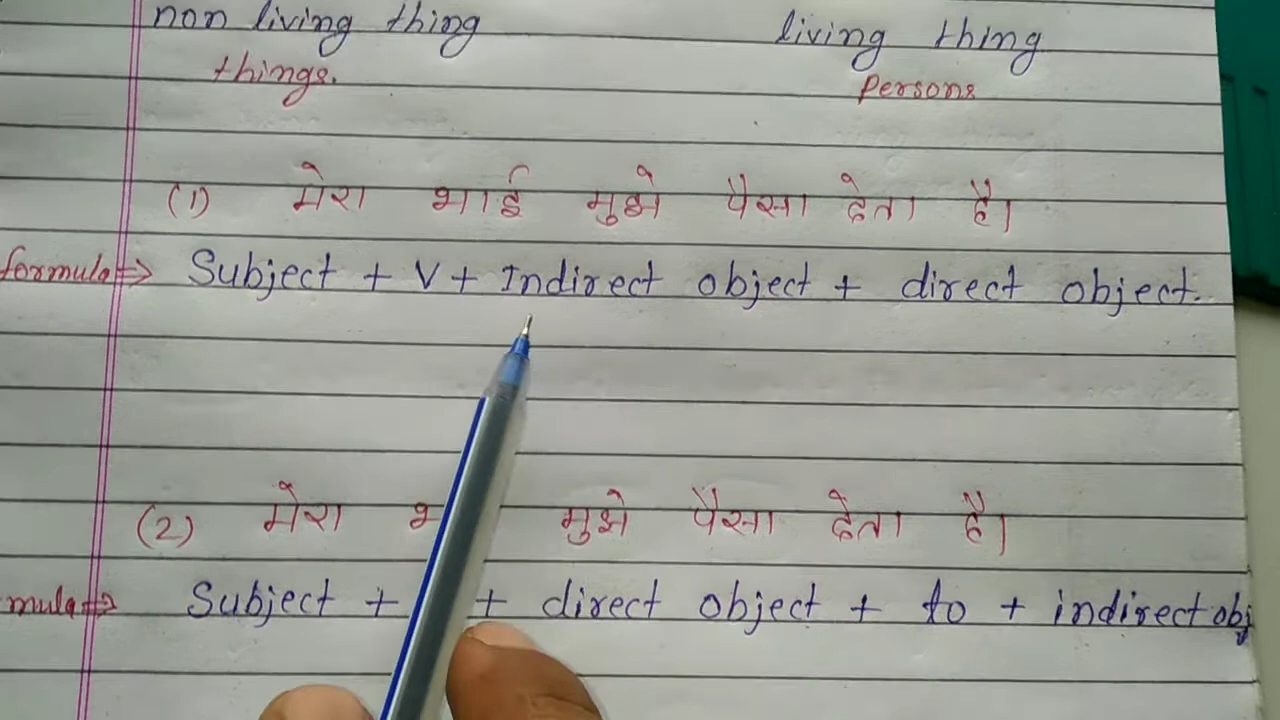 non living thing living thing
things. Persons
(1) मेरा भाई मुझे पैसा देता है।
formula⇒ Subject + V + Indirect object + direct object.
(2) मेरा मुझे पैसा देता है।
Subject + + direct object + to + indirect obj